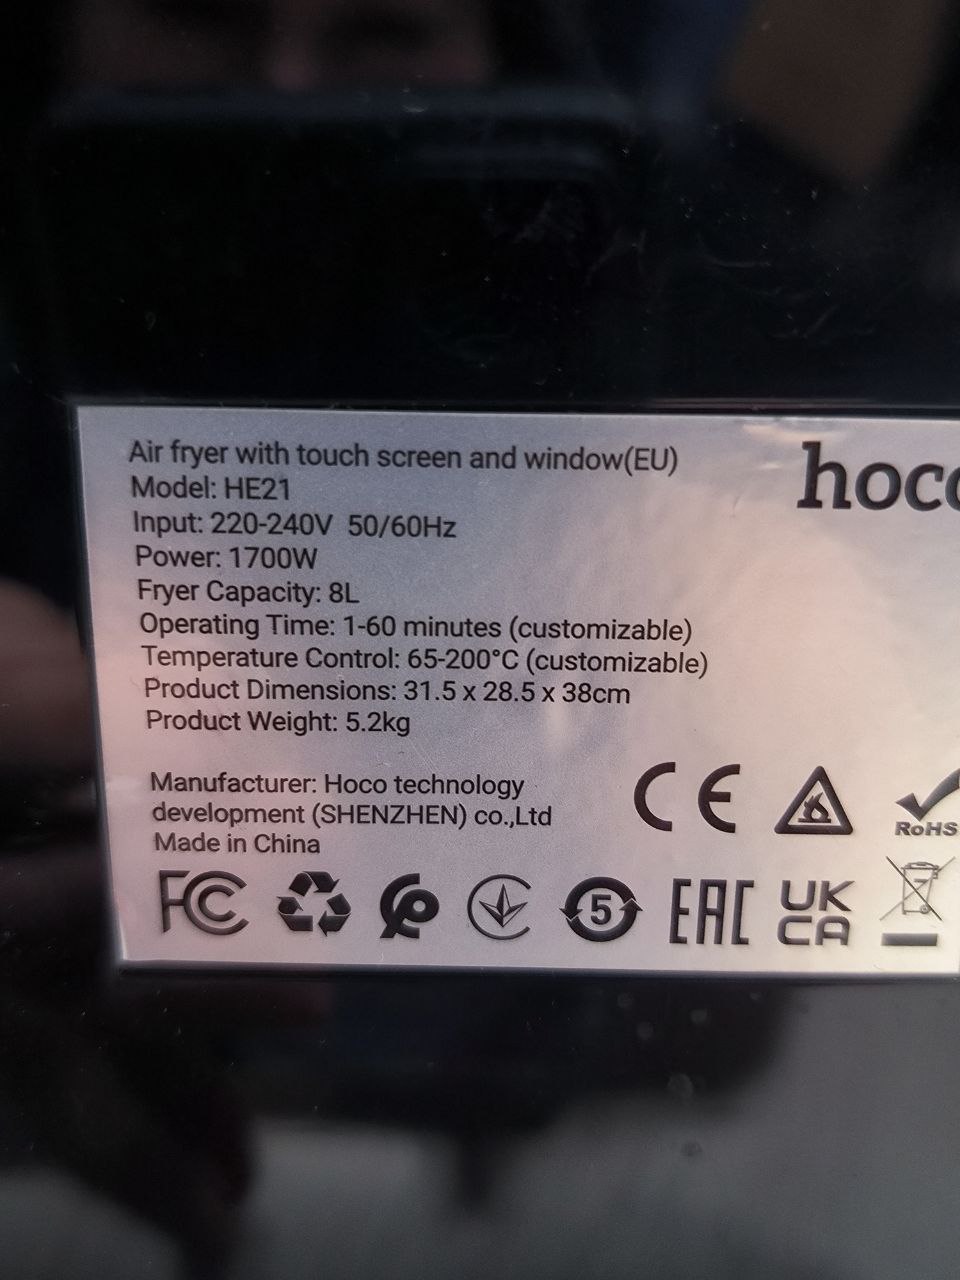 Air fryer with touch screen and window(EU)
hoco
Model: HE21
Input: 220-240V 50/60Hz
Power: 1700W
Fryer Capacity: 8L
Operating Time: 1-60 minutes (customizable)
Temperature Control: 65-200°C (customizable)
Product Dimensions: 31.5 x 28.5 x 38cm
Product Weight: 5.2kg
Manufacturer: Hoco technology
development (SHENZHEN) co.,Ltd
Made in China
CE
RoHS
FC
5
EAC
UK
CA